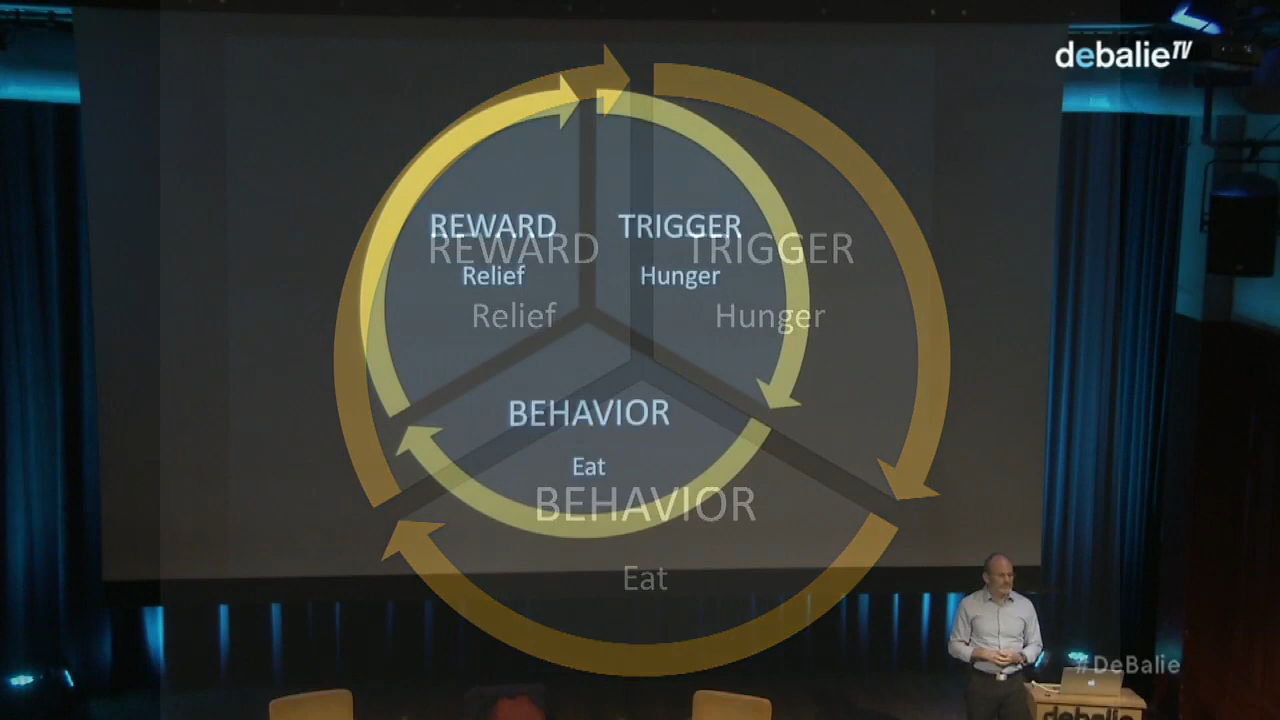 debalieTV
REWARD
TRIGGER
REWARD
TRIGGER
Relief
Hunger
Relief
Hunger
BEHAVIOR
Eat
BEHAVIOR
Eat
#DeBalie
debalie